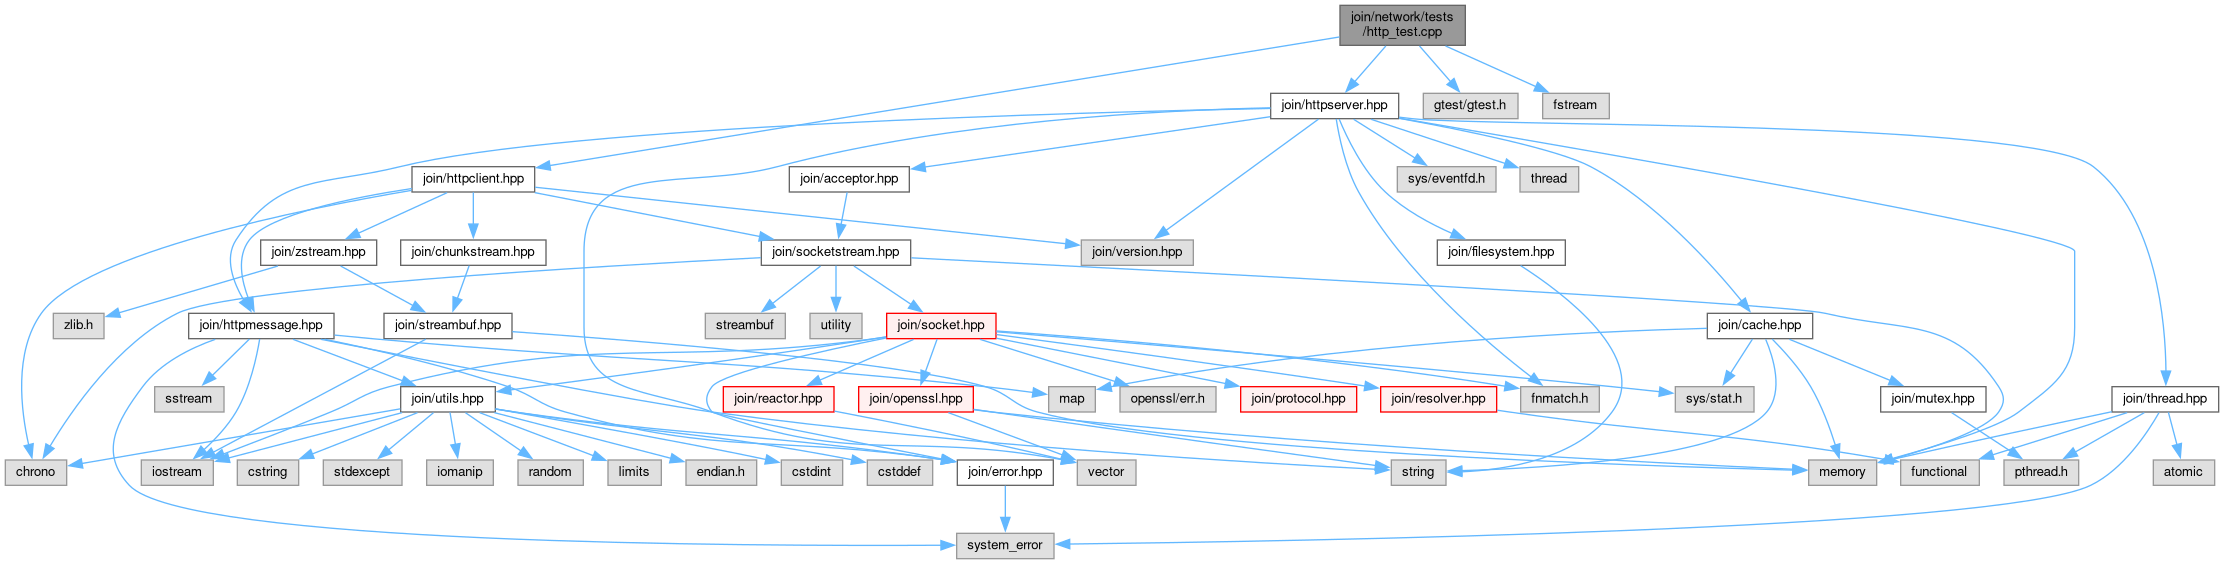 join/network/tests
/http_test.cpp
join/httpserver.hpp
gtest/gtest.h
fstream
join/httpclient.hpp
join/acceptor.hpp
sys/eventfd.h
thread
join/zstream.hpp
join/chunkstream.hpp
join/socketstream.hpp
join/version.hpp
join/filesystem.hpp
zlib.h
join/httpmessage.hpp
join/streambuf.hpp
streambuf
utility
join/socket.hpp
join/cache.hpp
sstream
join/utils.hpp
join/reactor.hpp
join/openssl.hpp
map
openssl/err.h
join/protocol.hpp
join/resolver.hpp
fnmatch.h
sys/stat.h
join/mutex.hpp
join/thread.hpp
chrono
iostream
cstring
stdexcept
iomanip
random
limits
endian.h
cstdint
cstddef
join/error.hpp
vector
string
memory
functional
pthread.h
atomic
system_error